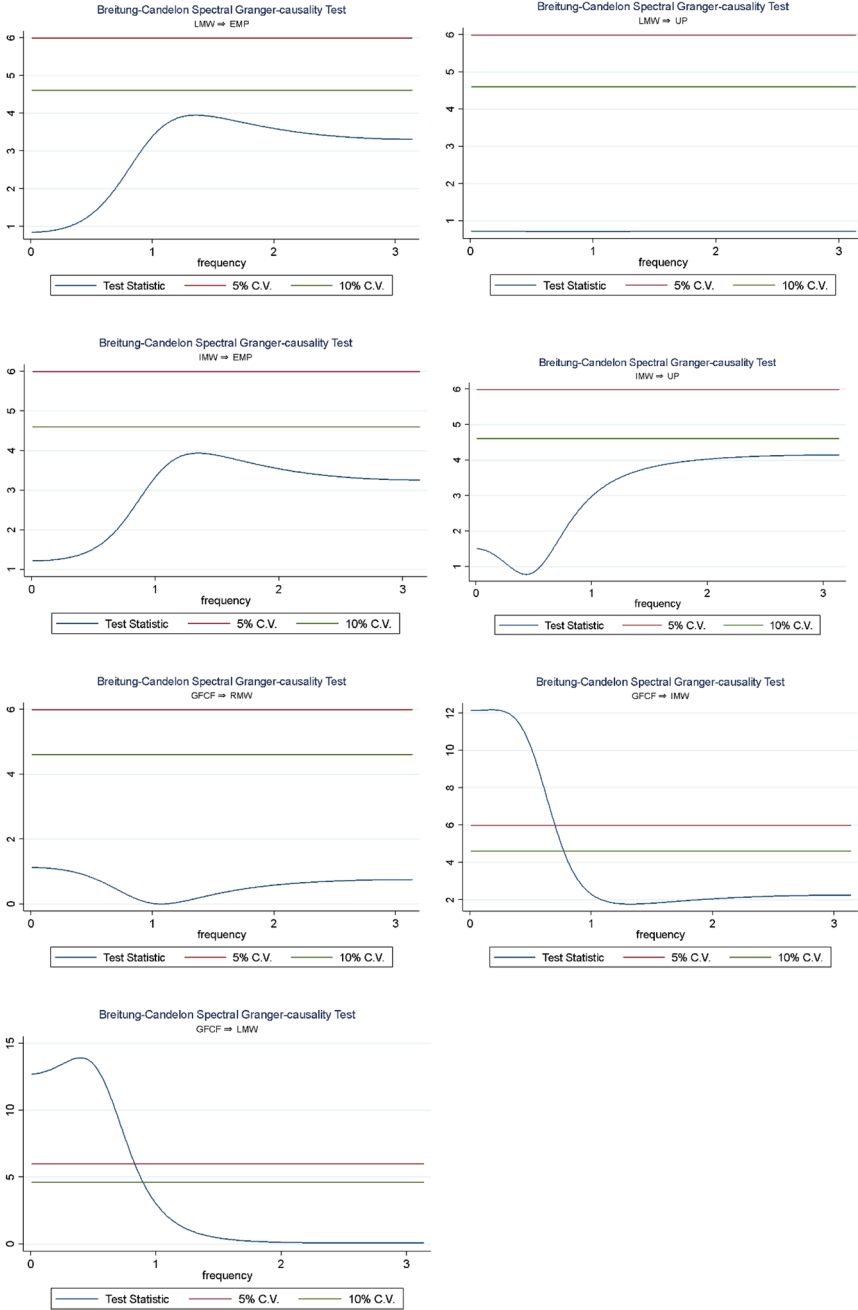 Breitung-Candelon Spectral Granger-causality Test
LMW ⇒ EMP
6
5
4
3
2
1
0 1 2 3
frequency
Test Statistic 5% C.V. 10% C.V.
Breitung-Candelon Spectral Granger-causality Test
LMW ⇒ UP
6
5
4
3
2
1
0 1 2 3
frequency
Test Statistic 5% C.V. 10% C.V.
Breitung-Candelon Spectral Granger-causality Test
IMW ⇒ EMP
6
5
4
3
2
1
0 1 2 3
frequency
Test Statistic 5% C.V. 10% C.V.
Breitung-Candelon Spectral Granger-causality Test
IMW ⇒ UP
6
5
4
3
2
1
0 1 2 3
frequency
Test Statistic 5% C.V. 10% C.V.
Breitung-Candelon Spectral Granger-causality Test
GFCF ⇒ RMW
6
4
2
0
0 1 2 3
frequency
Test Statistic 5% C.V. 10% C.V.
Breitung-Candelon Spectral Granger-causality Test
GFCF ⇒ IMW
12
10
8
6
4
2
0 1 2 3
frequency
Test Statistic 5% C.V. 10% C.V.
Breitung-Candelon Spectral Granger-causality Test
GFCF ⇒ LMW
15
10
5
0
0 1 2 3
frequency
Test Statistic 5% C.V. 10% C.V.